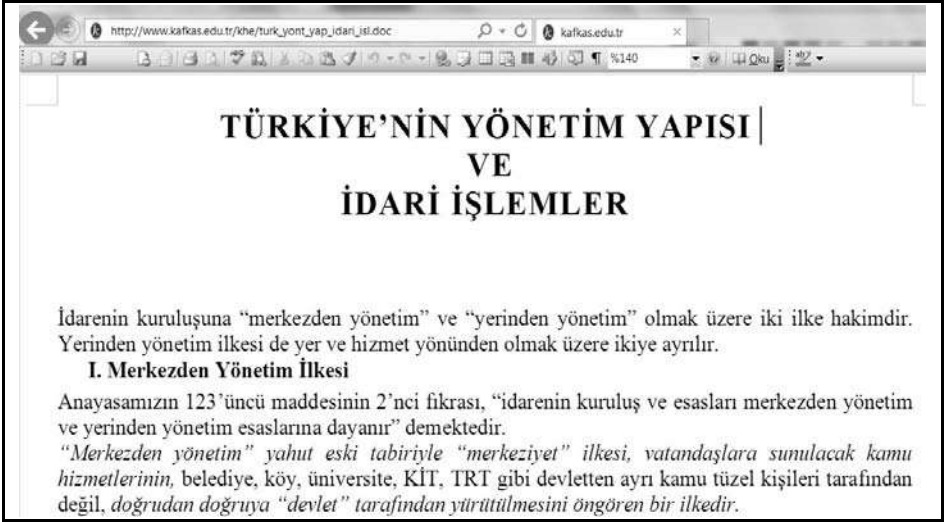 http://www.kafkas.edu.tr/khe/turk_yont_yap_idari_isl.doc kafkas.edu.tr
%140 Oku
TÜRKİYE’NİN YÖNETİM YAPISI
VE
İDARİ İŞLEMLER
İdarenin kuruluşuna “merkezden yönetim” ve “yerinden yönetim” olmak üzere iki ilke hakimdir.
Yerinden yönetim ilkesi de yer ve hizmet yönünden olmak üzere ikiye ayrılır.
I. Merkezden Yönetim İlkesi
Anayasamızın 123’üncü maddesinin 2’nci fıkrası, “idarenin kuruluş ve esasları merkezden yönetim
ve yerinden yönetim esaslarına dayanır” demektedir.
“Merkezden yönetim” yahut eski tabiriyle “merkeziyet” ilkesi, vatandaşlara sunulacak kamu
hizmetlerinin, belediye, köy, üniversite, KİT, TRT gibi devletten ayrı kamu tüzel kişileri tarafından
değil, doğrudan doğruya “devlet” tarafından yürütülmesini öngören bir ilkedir.